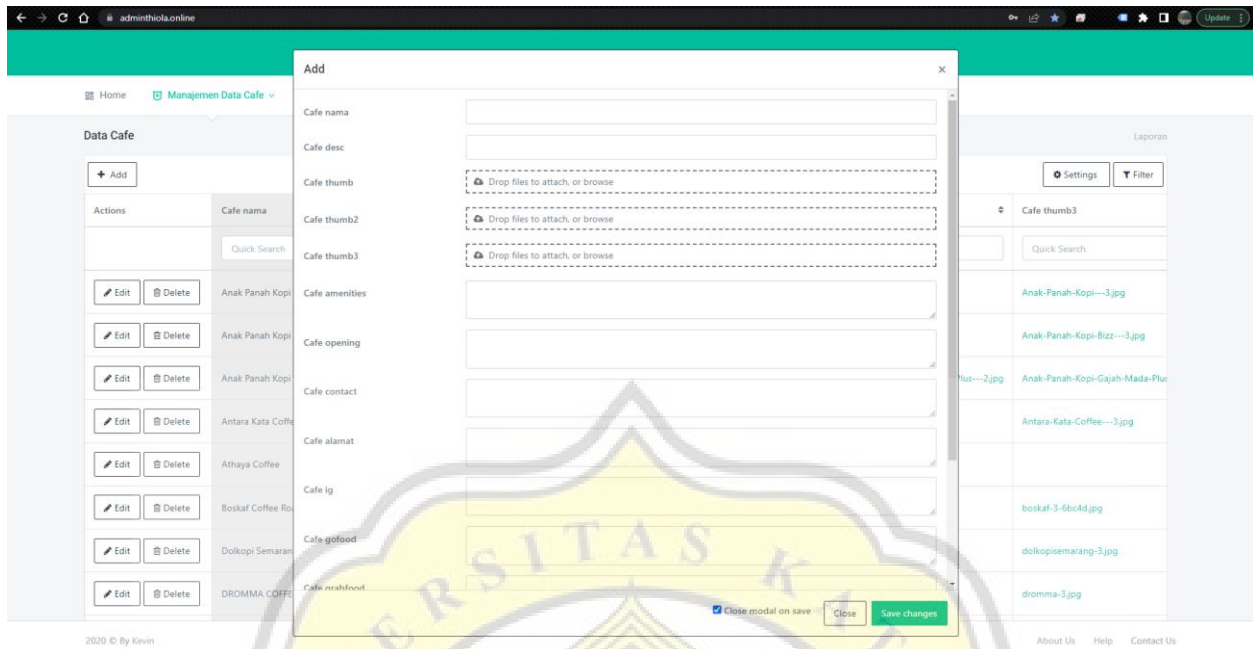 adminthiola.online
Update
Add
×
Home
Manajemen Data Cafe
Data Cafe
Laporan
+ Add
Settings
Filter
Actions
Cafe nama
Cafe thumb3
Quick Search
Quick Search
Edit Delete Anak Panah Kopi Anak-Panah-Kopi---3.jpg
Edit Delete Anak Panah Kopi Anak-Panah-Kopi-Bizz---3.jpg
Edit Delete Anak Panah Kopi Plus---2.jpg Anak-Panah-Kopi-Gajah-Mada-Plus
Edit Delete Antara Kata Coffe Antara-Kata-Coffee---3.jpg
Edit Delete Athaya Coffee
Edit Delete Boskaf Coffee Ro boskaf-3-6bc4d.jpg
Edit Delete Dolkopi Semaran dolkopisemarang-3.jpg
Edit Delete DROMMA COFFE dromma-3.jpg
Cafe nama
Cafe desc
Cafe thumb Drop files to attach, or browse
Cafe thumb2 Drop files to attach, or browse
Cafe thumb3 Drop files to attach, or browse
Cafe amenities
Cafe opening
Cafe contact
Cafe alamat
Cafe ig
Cafe gofood
Cafe grabfood
Close modal on save Close Save changes
2020 © By Kevin
About Us Help Contact Us
ERSITAS KA